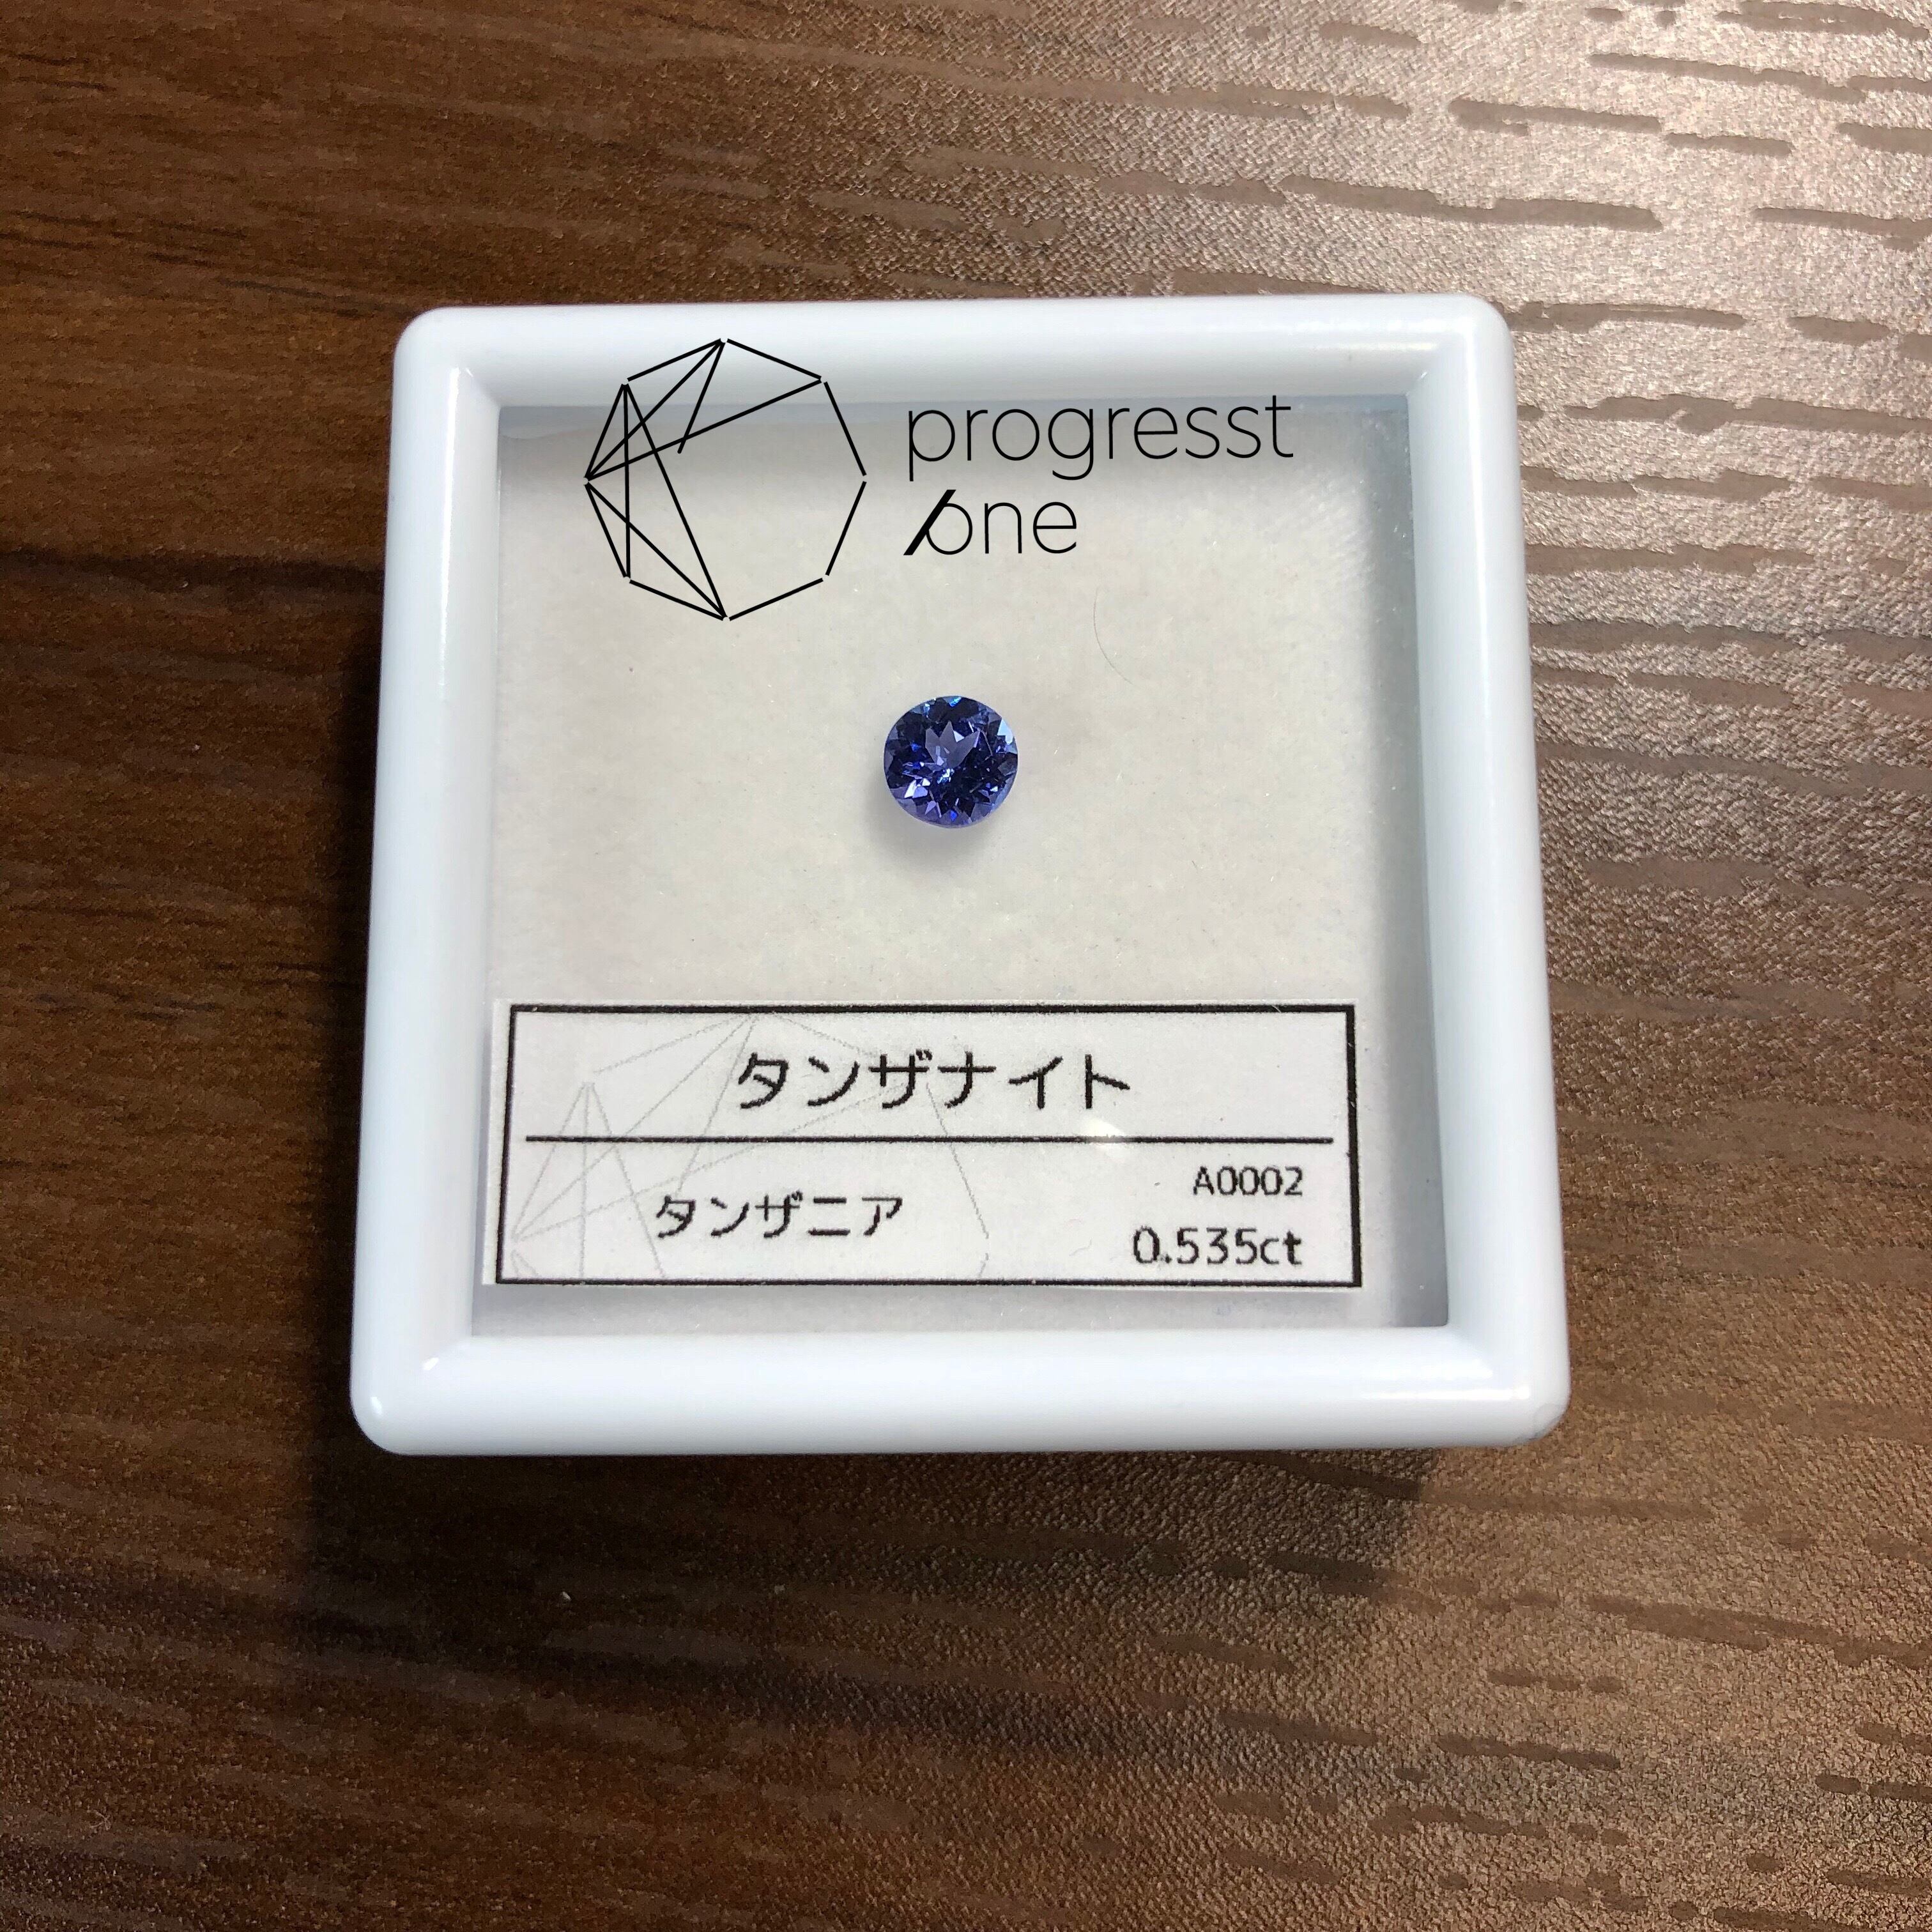 progresst
one
タンザナイト
タンザニア
A0002
0.535ct